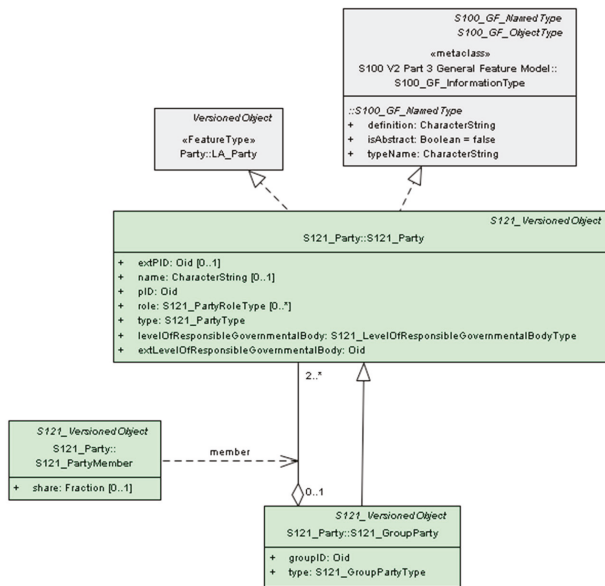 S100_GF_NamedType
S100_GF_ObjectType
«metaclass»
S100 V2 Part 3 General Feature Model::
S100_GF_InformationType
::S100_GF_NamedType
+ definition: CharacterString
+ isAbstract: Boolean = false
+ typeName: CharacterString
VersionedObject
«FeatureType»
Party::LA_Party
S121_VersionedObject
S121_Party::S121_Party
+ extPID: Oid [0..1]
+ name: CharacterString [0..1]
+ pID: Oid
+ role: S121_PartyRoleType [0..*]
+ type: S121_PartyType
+ levelOfResponsibleGovernmentalBody: S121_LevelOfResponsibleGovernmentalBodyType
+ extLevelOfResponsibleGovernmentalBody: Oid
2..*
S121_VersionedObject
S121_Party::
S121_PartyMember
+ share: Fraction [0..1]
member
0..1
S121_VersionedObject
S121_Party::S121_GroupParty
+ groupID: Oid
+ type: S121_GroupPartyType